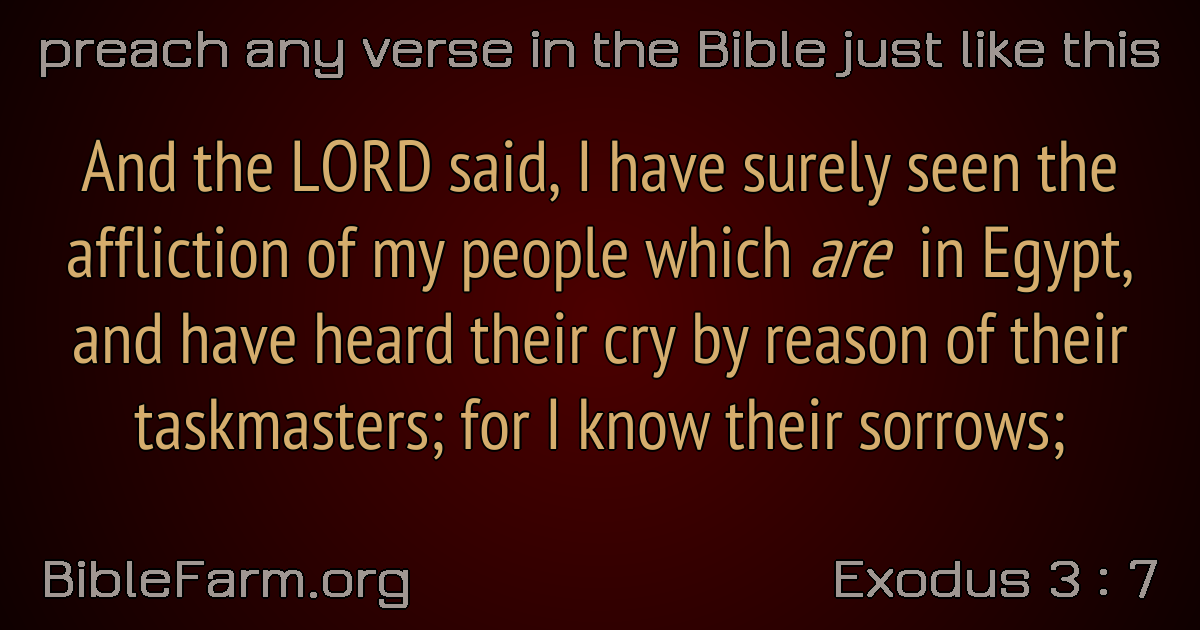 preach any verse in the Bible just like this
And the LORD said, I have surely seen the
affliction of my people which are in Egypt,
and have heard their cry by reason of their
taskmasters; for I know their sorrows;
BibleFarm.org
Exodus 3 : 7